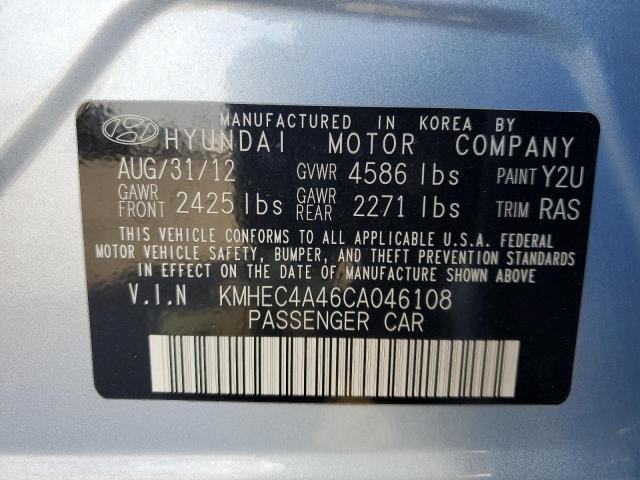 MANUFACTURED IN KOREA BY
HYUNDAI MOTOR COMPANY
AUG/31/12 GVWR 4586 lbs PAINT Y2U
GAWR FRONT 2425 lbs GAWR REAR 2271 lbs TRIM RAS
THIS VEHICLE CONFORMS TO ALL APPLICABLE U.S.A. FEDERAL
MOTOR VEHICLE SAFETY, BUMPER, AND THEFT PREVENTION STANDARDS
IN EFFECT ON THE DATE OF MANUFACTURE SHOWN ABOVE.
V.I.N KMHEC4A46CA046108
PASSENGER CAR